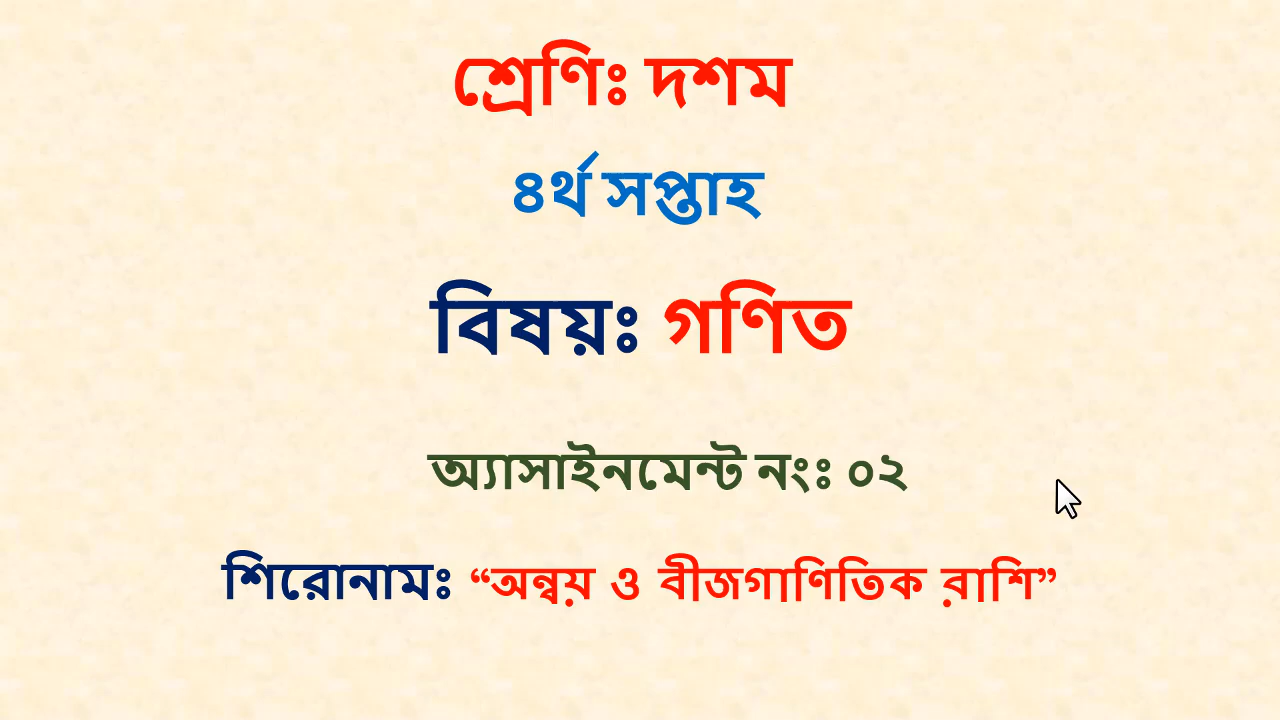 শ্রেণিঃ দশম
৪র্থ সপ্তাহ
বিষয়ঃ গণিত
অ্যাসাইনমেন্ট নংঃ ০২
শিরোনামঃ “অন্বয় ও বীজগাণিতিক রাশি”